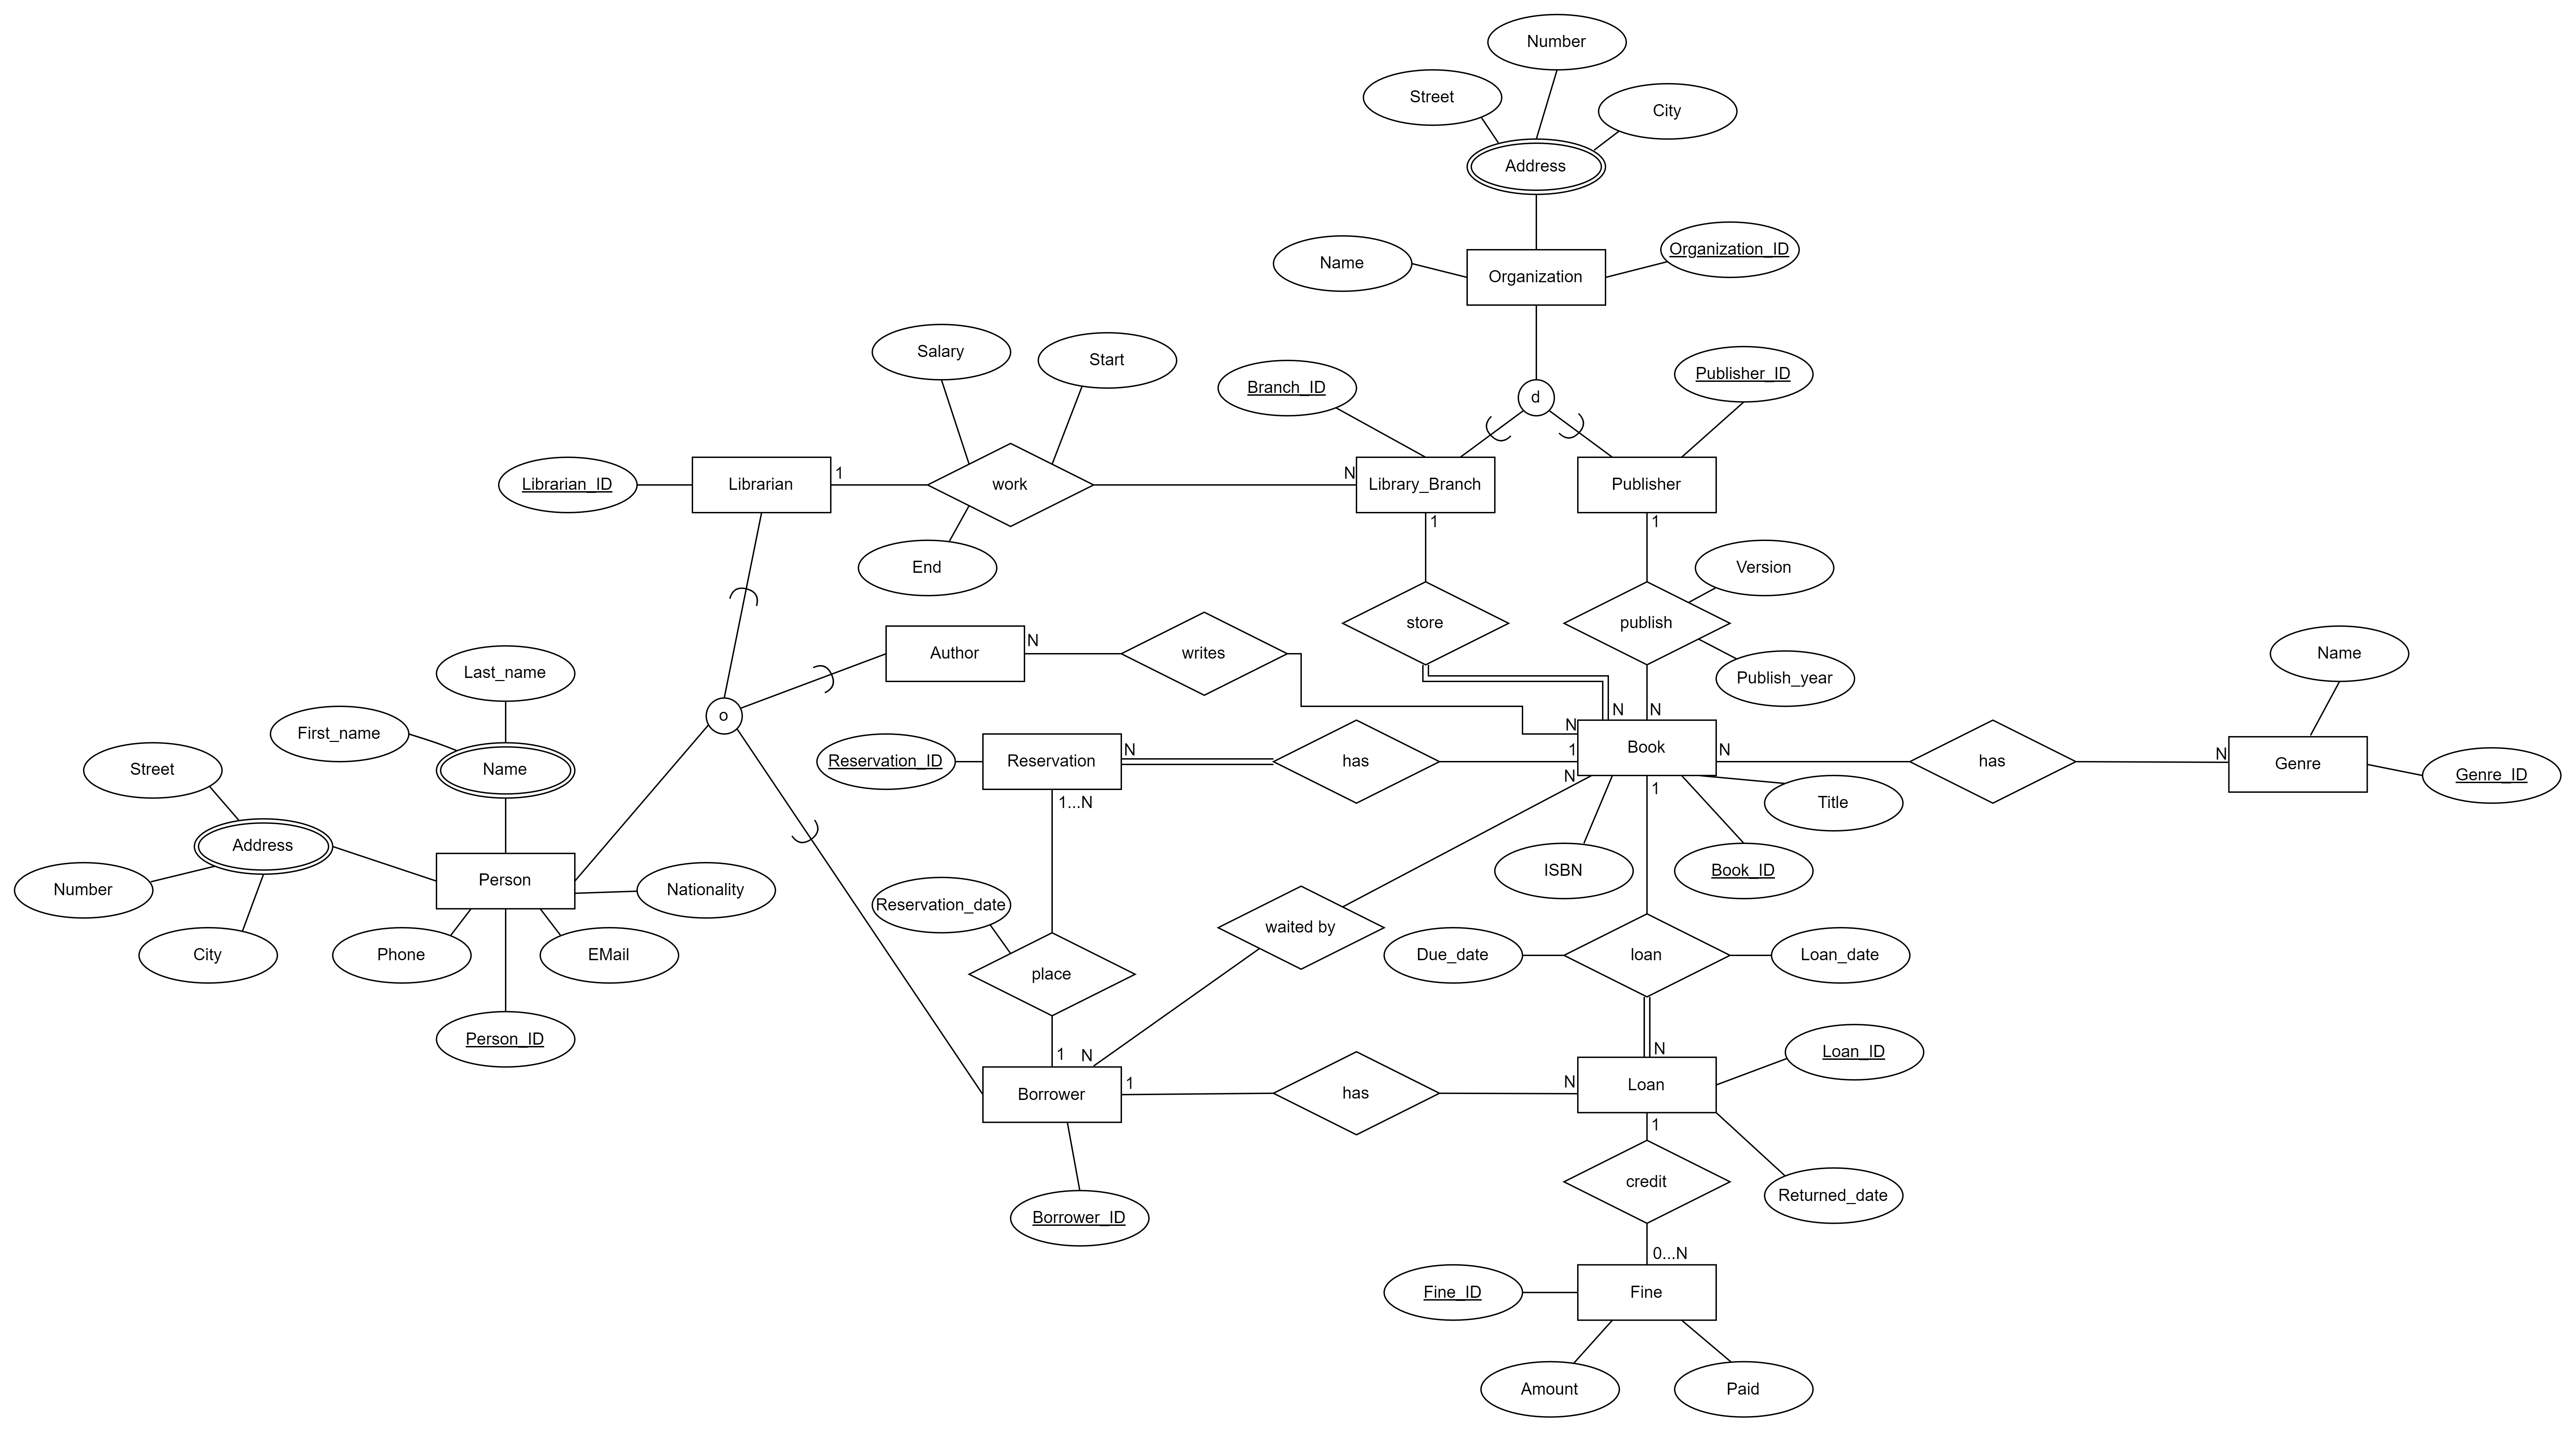 Number
Street
City
Address
Name
Organization_ID
Organization
Salary
Start
Branch_ID
d
Publisher_ID
Librarian_ID
Librarian
1
work
N
Library_Branch
Publisher
1
1
End
Version
store
publish
Author
N
writes
Name
Last_name
Publish_year
o
N
N
N
First_name
Name
Street
Reservation_ID
Reservation
N
has
1
Book
N
has
N
Genre
Genre_ID
N
1...N
1
Title
Address
Number
Person
Nationality
ISBN
Book_ID
Reservation_date
waited by
City
Phone
EMail
Due_date
loan
Loan_date
place
Person_ID
1
N
N
Loan_ID
Borrower
1
has
N
Loan
1
credit
Returned_date
Borrower_ID
0...N
Fine_ID
Fine
Amount
Paid